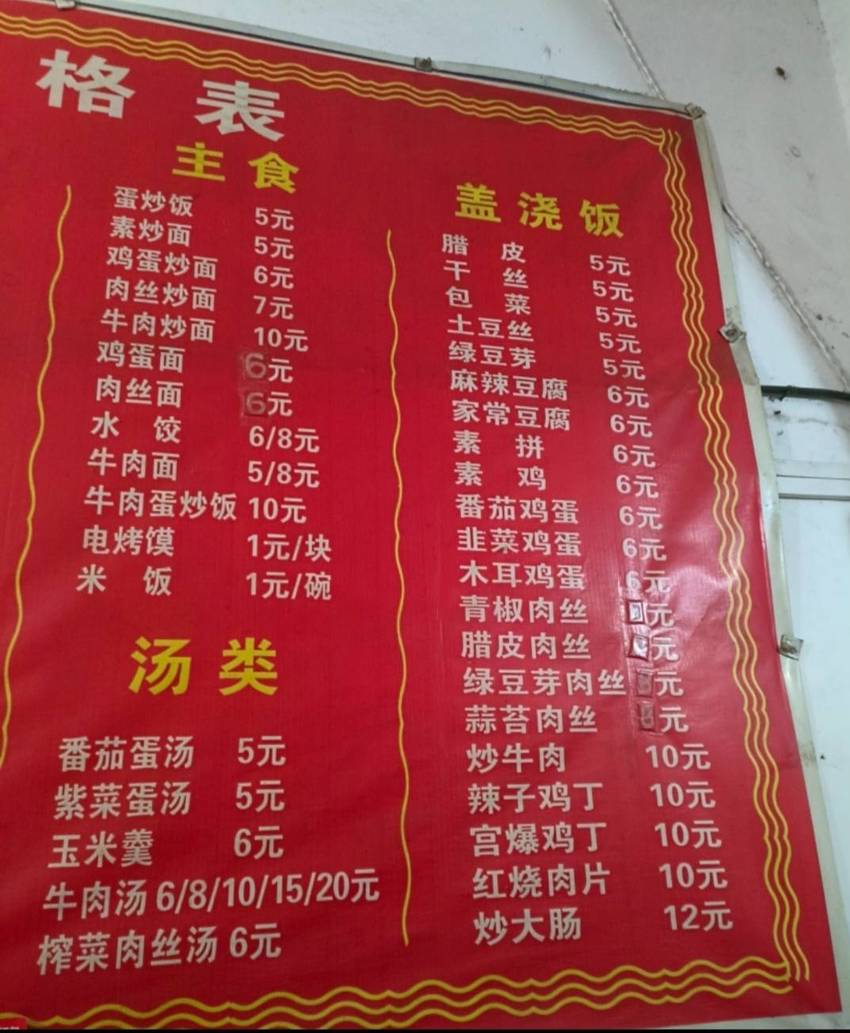 格表
主食
蛋炒饭 5元
素炒面 5元
鸡蛋炒面 6元
肉丝炒面 7元
牛肉炒面 10元
鸡蛋面 6元
肉丝面 6元
水饺 6/8元
牛肉面 5/8元
牛肉蛋炒饭 10元
电烤馍 1元/块
米饭 1元/碗
汤类
番茄蛋汤 5元
紫菜蛋汤 5元
玉米羹 6元
牛肉汤 6/8/10/15/20元
榨菜肉丝汤 6元
盖浇饭
腊皮 5元
干丝 5元
包菜 5元
土豆丝 5元
绿豆芽 5元
麻辣豆腐 6元
家常豆腐 6元
素拼 6元
素鸡 6元
番茄鸡蛋 6元
韭菜鸡蛋 6元
木耳鸡蛋 6元
青椒肉丝 元
腊皮肉丝 元
绿豆芽肉丝 元
蒜苔肉丝 元
炒牛肉 10元
辣子鸡丁 10元
宫爆鸡丁 10元
红烧肉片 10元
炒大肠 12元